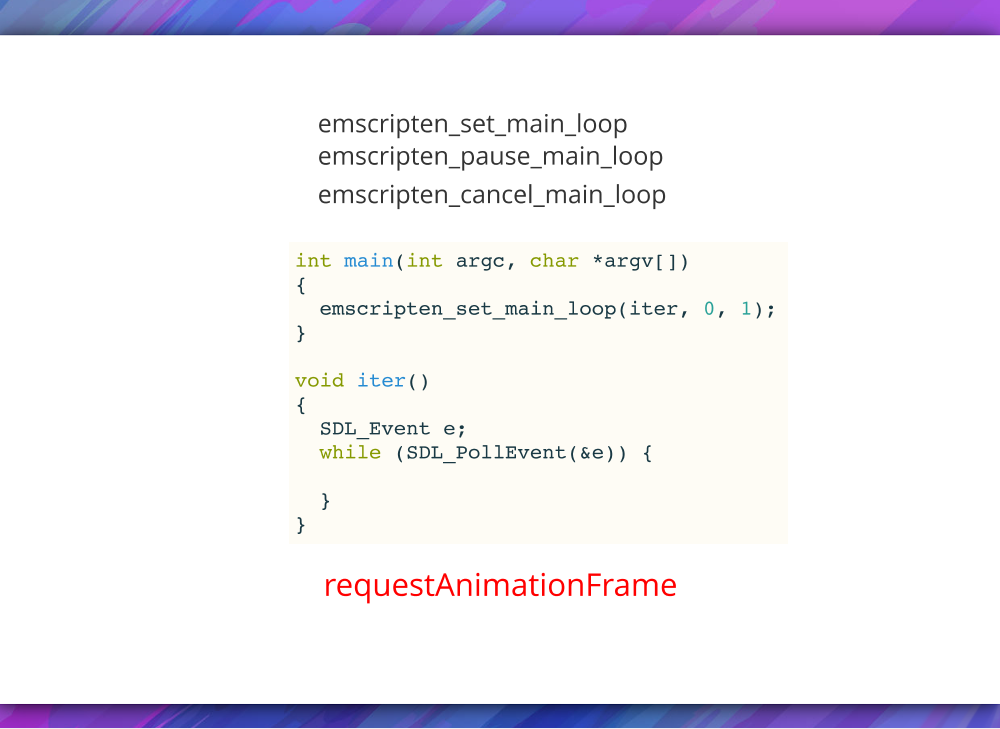 emscripten_set_main_loop
emscripten_pause_main_loop
emscripten_cancel_main_loop
int main(int argc, char *argv[])
{
  emscripten_set_main_loop(iter, 0, 1);
}
void iter()
{
  SDL_Event e;
  while (SDL_PollEvent(&e)) {
  }
}
requestAnimationFrame